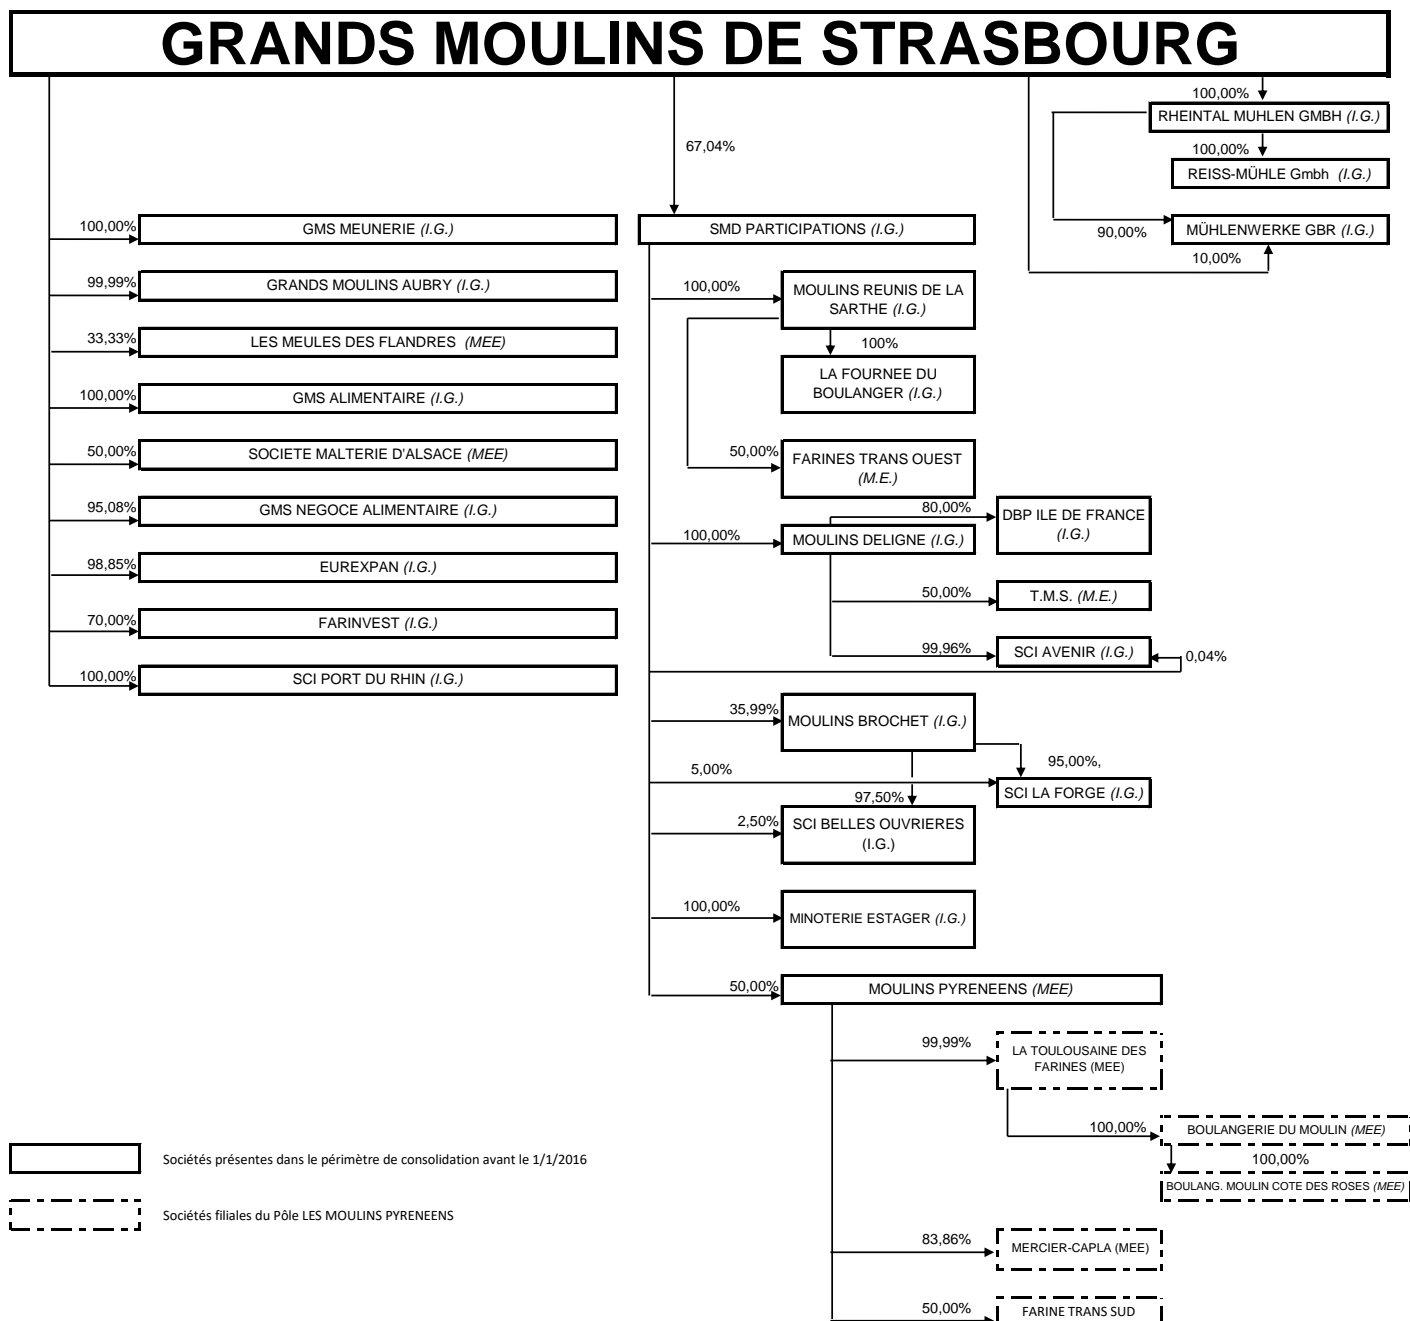 GRANDS MOULINS DE STRASBOURG
100,00%
RHEINTAL MUHLEN GMBH (I.G.)
67,04%
100,00%
REISS-MÜHLE Gmbh (I.G.)
100,00%
GMS MEUNERIE (I.G.)
SMD PARTICIPATIONS (I.G.)
90,00%
MÜHLENWERKE GBR (I.G.)
10,00%
99,99%
GRANDS MOULINS AUBRY (I.G.)
100,00%
MOULINS REUNIS DE LA
SARTHE (I.G.)
33,33%
LES MEULES DES FLANDRES (MEE)
100%
LA FOURNEE DU
BOULANGER (I.G.)
100,00%
GMS ALIMENTAIRE (I.G.)
50,00%
SOCIETE MALTERIE D'ALSACE (MEE)
50,00%
FARINES TRANS OUEST
(M.E.)
95,08%
GMS NEGOCE ALIMENTAIRE (I.G.)
80,00%
DBP ILE DE FRANCE
(I.G.)
100,00%
MOULINS DELIGNE (I.G.)
98,85%
EUREXPAN (I.G.)
50,00%
T.M.S. (M.E.)
70,00%
FARINVEST (I.G.)
99,96%
SCI AVENIR (I.G.)
0,04%
100,00%
SCI PORT DU RHIN (I.G.)
35,99%
MOULINS BROCHET (I.G.)
95,00%,
5,00%
SCI LA FORGE (I.G.)
97,50%
2,50%
SCI BELLES OUVRIERES
(I.G.)
100,00%
MINOTERIE ESTAGER (I.G.)
50,00%
MOULINS PYRENEENS (MEE)
99,99%
LA TOULOUSAINE DES
FARINES (MEE)
100,00%
BOULANGERIE DU MOULIN (MEE)
100,00%
BOULANG. MOULIN COTE DES ROSES (MEE)
Sociétés présentes dans le périmètre de consolidation avant le 1/1/2016
Sociétés filiales du Pôle LES MOULINS PYRENEENS
83,86%
MERCIER-CAPLA (MEE)
50,00%
FARINE TRANS SUD